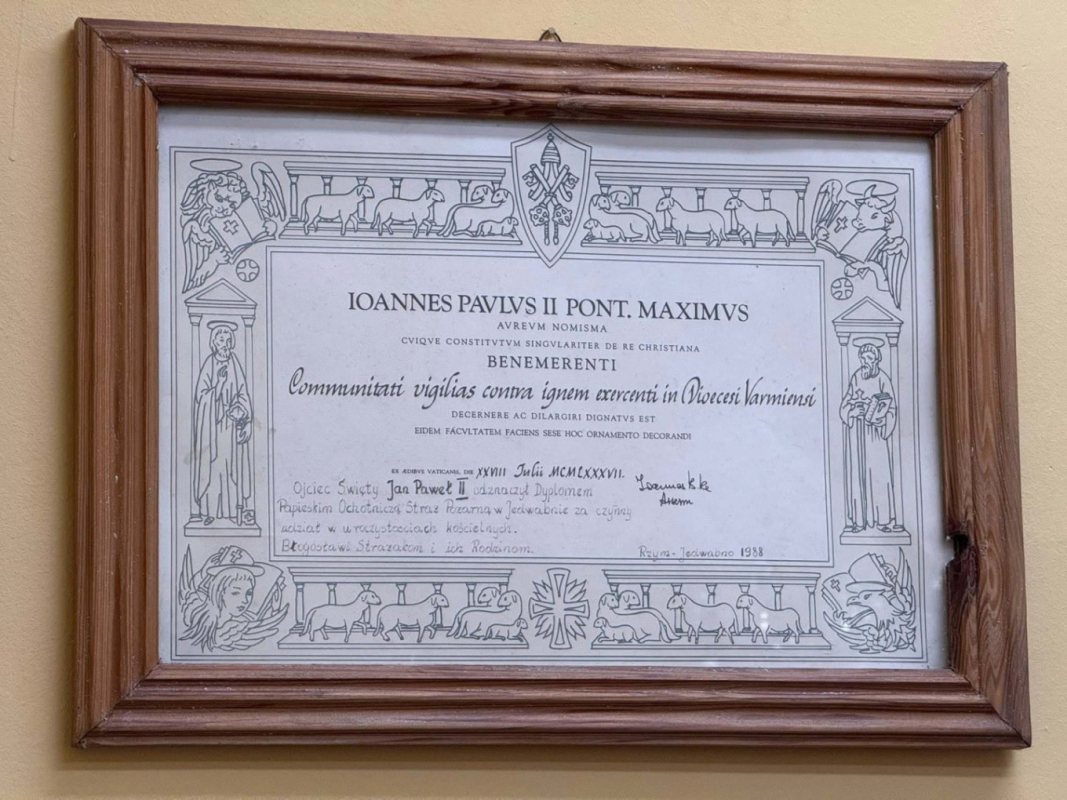 IOANNES PAVLVS II PONT. MAXIMVS
AVREVM NOMISMA
CVIQVE CONSTITVTVM SINGVLARITER DE RE CHRISTIANA
BENEMERENTI
Communitati vigilias contra ignem exercenti in Dioecesi Varmiensi
DECERNERE AC DILARGIRI DIGNATVS EST
EIDEM FACVLTATEM FACIENS SESE HOC ORNAMENTO DECORANDI
EX ÆDIBVS VATICANIS, DIE XXVIII Iulii MCMLXXXVII.
Ojciec Święty Jan Paweł II odznaczył Dyplomem
Papieskim Ochotniczą Straż Pożarną w Jedwabnie za czynny
udział w uroczystościach kościelnych.
Błogosławi Strażakom i ich Rodzinom.
Rzym-Jedwabno 1988